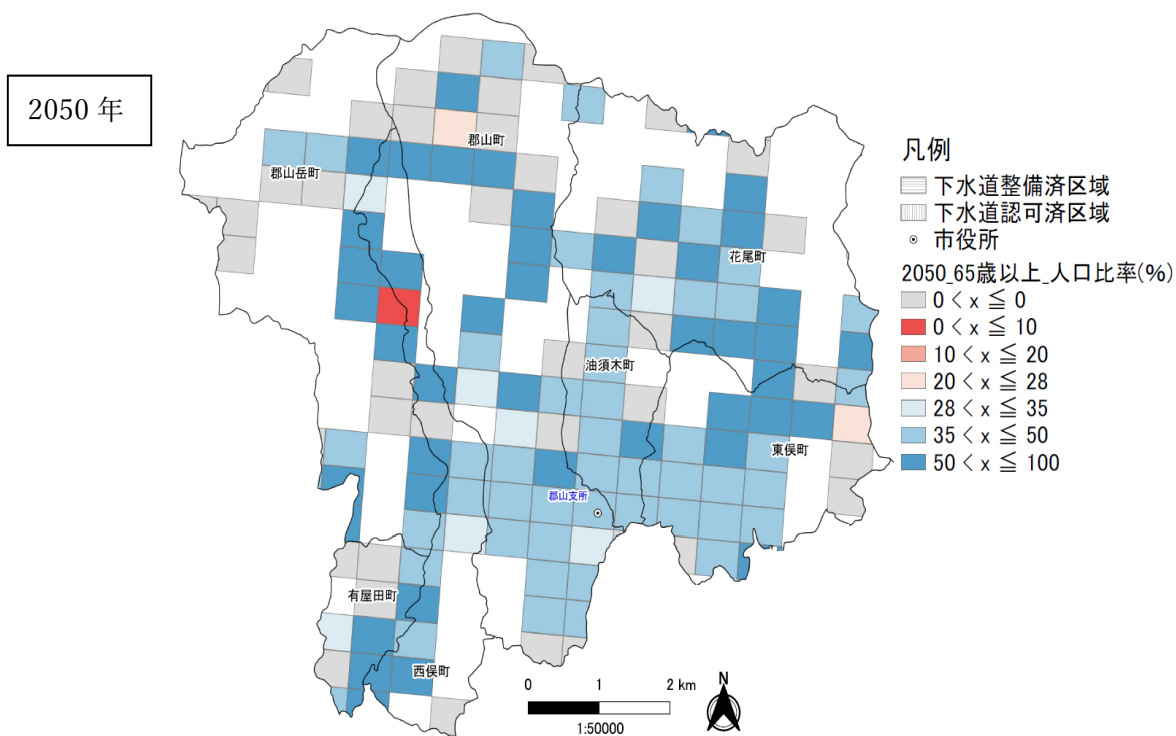 2050 年
郡山町
郡山岳町
花尾町
油須木町
東俣町
郡山支所
有屋田町
西俣町
凡例
下水道整備済区域
下水道認可済区域
市役所
2050_65歳以上_人口比率(%)
0 < x ≦ 0
0 < x ≦ 10
10 < x ≦ 20
20 < x ≦ 28
28 < x ≦ 35
35 < x ≦ 50
50 < x ≦ 100
0 1 2 km
1:50000
N